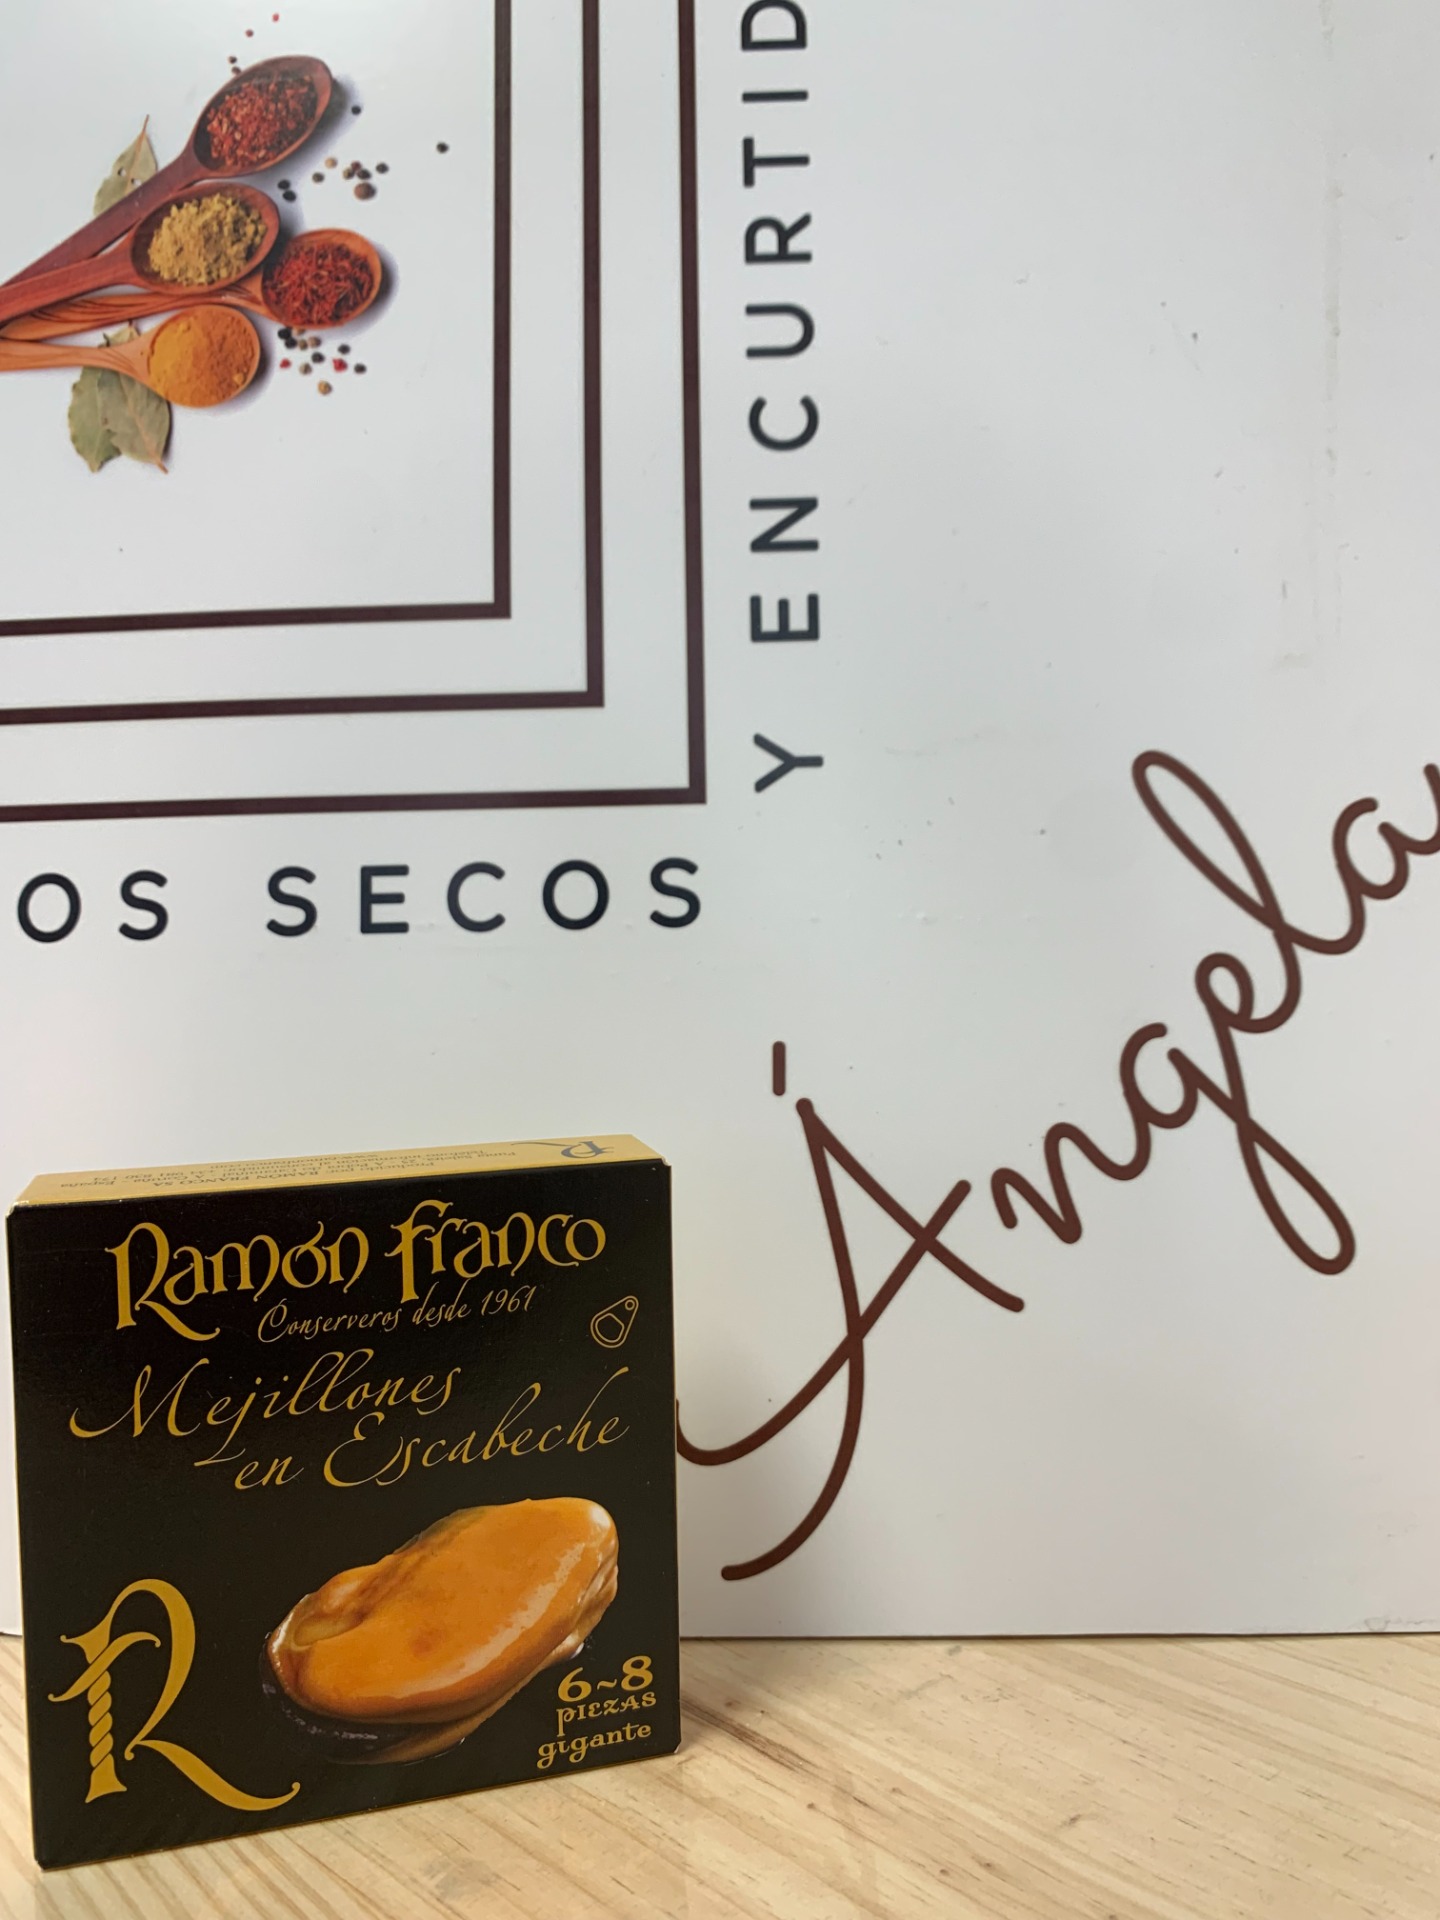 Y ENCURTID
OS SECOS
Ángela
Ramón Franco
Conserveros desde 1961
Mejillones
en Escabeche
R
6~8
PIEZAS
gigante
R